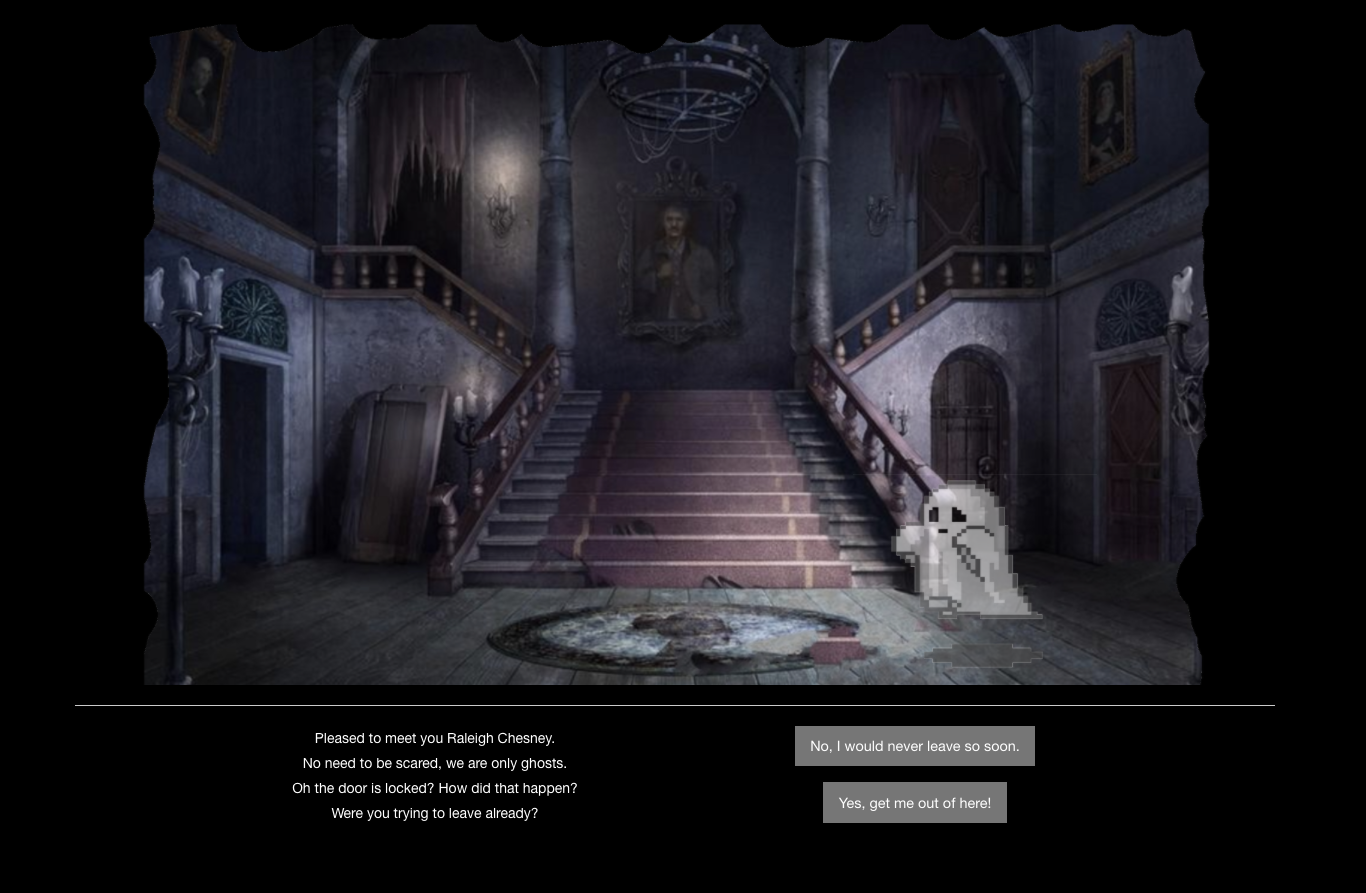 Pleased to meet you Raleigh Chesney.
No need to be scared, we are only ghosts.
Oh the door is locked? How did that happen?
Were you trying to leave already?
No, I would never leave so soon.
Yes, get me out of here!